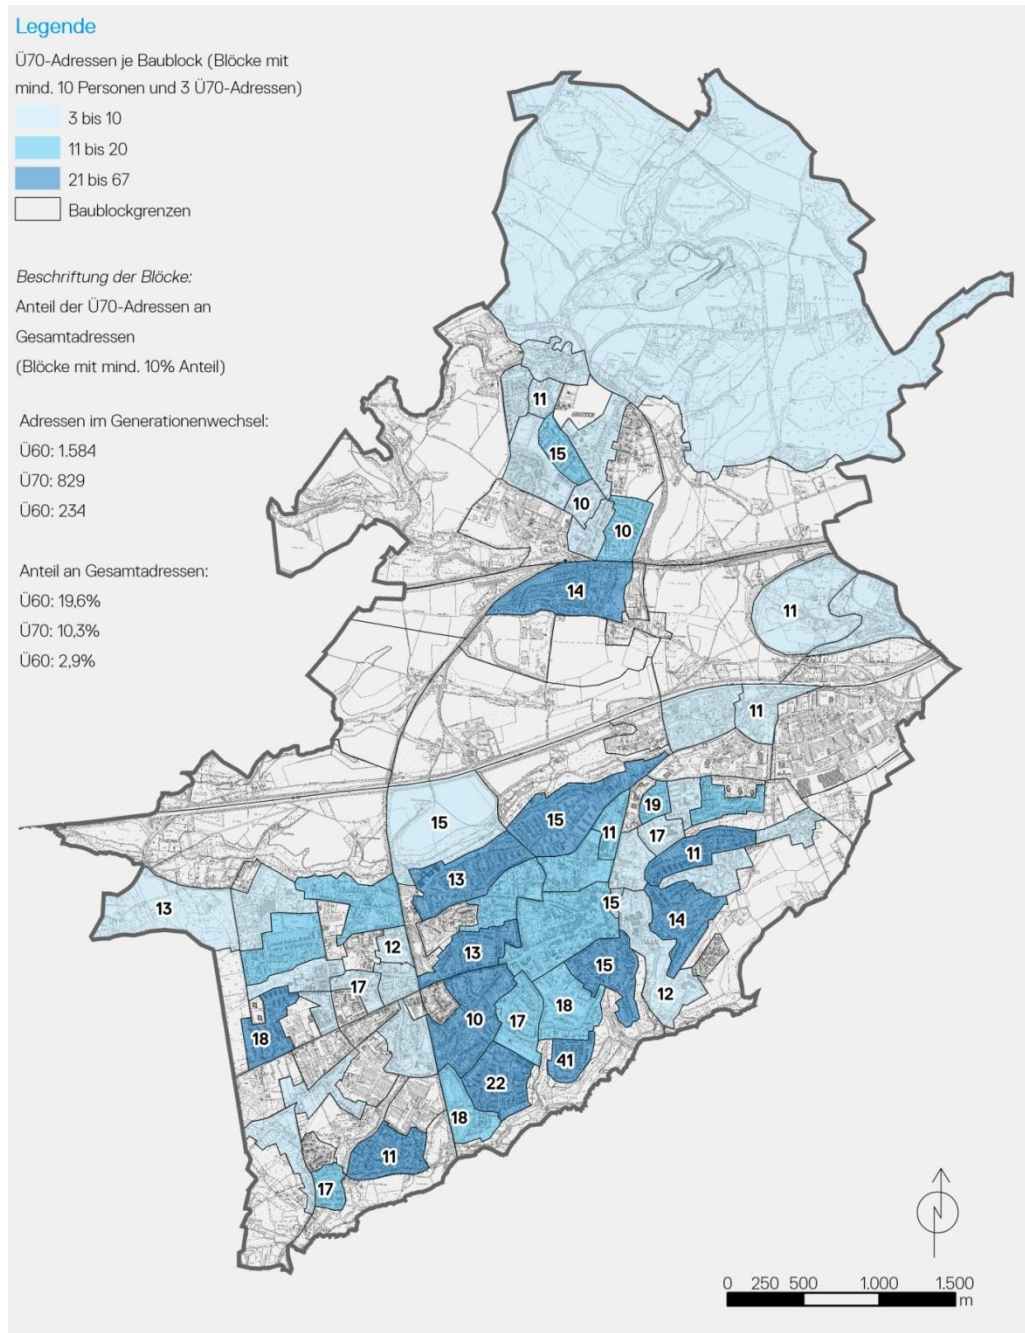 Legende
Ü70-Adressen je Baublock (Blöcke mit
mind. 10 Personen und 3 Ü70-Adressen)
3 bis 10
11 bis 20
21 bis 67
Baublockgrenzen
Beschriftung der Blöcke:
Anteil der Ü70-Adressen an
Gesamtadressen
(Blöcke mit mind. 10% Anteil)
Adressen im Generationenwechsel:
Ü60: 1.584
Ü70: 829
Ü60: 234
Anteil an Gesamtadressen:
Ü60: 19,6%
Ü70: 10,3%
Ü60: 2,9%
11
15
10
10
14
11
11
15
15
19
11
17
11
13
13
15
14
12
13
15
17
12
18
10
17
18
41
22
18
11
17
0 250 500 1.000 1.500
m